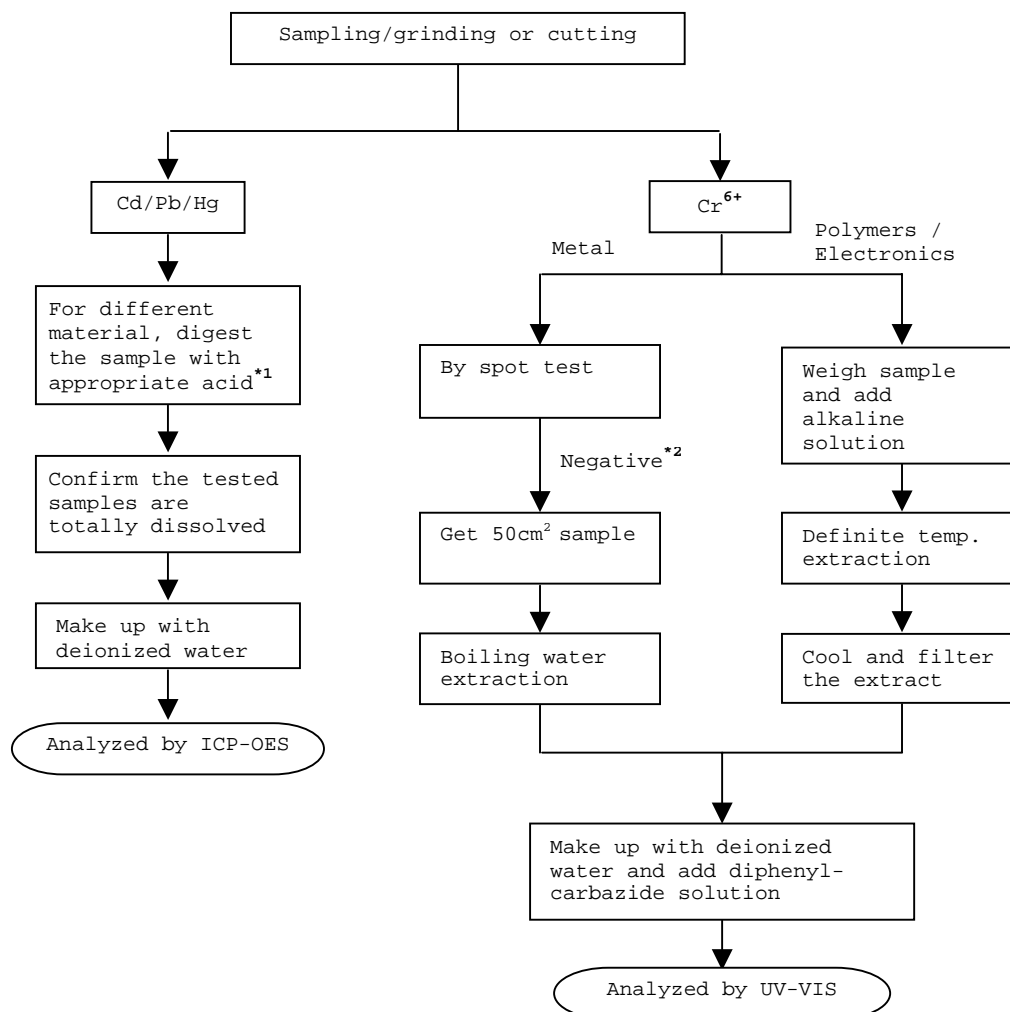 Sampling/grinding or cutting
Cd/Pb/Hg
For different
material, digest
the sample with
appropriate acid*1
Confirm the tested
samples are
totally dissolved
Make up with
deionized water
Analyzed by ICP-OES
Cr6+
Metal
By spot test
Negative*2
Get 50cm2 sample
Boiling water
extraction
Polymers /
Electronics
Weigh sample
and add
alkaline
solution
Definite temp.
extraction
Cool and filter
the extract
Make up with deionized
water and add diphenyl-
carbazide solution
Analyzed by UV-VIS